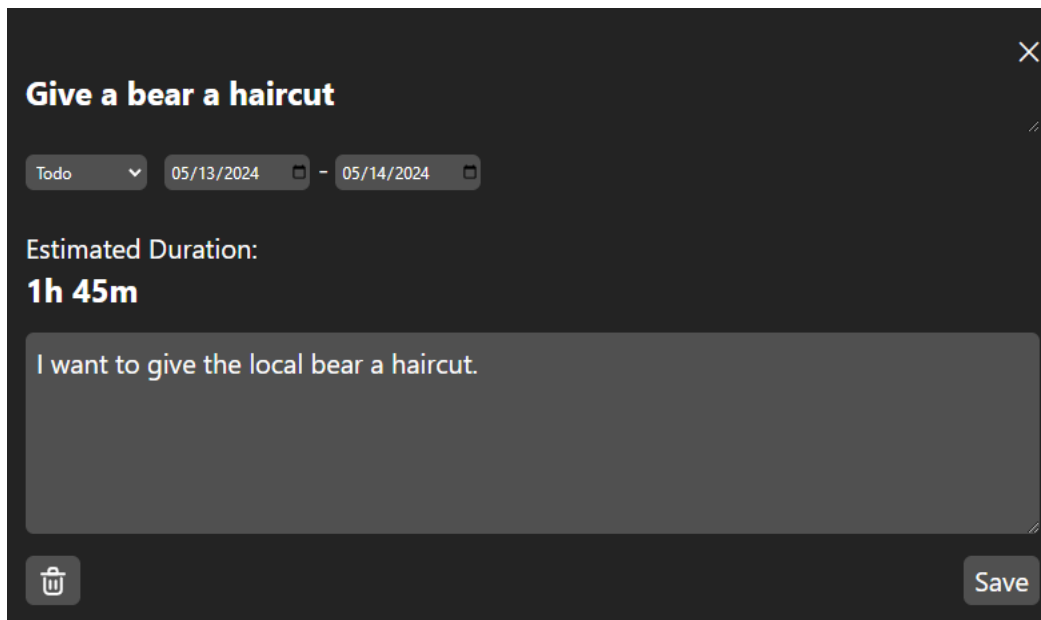 Give a bear a haircut
Todo 05/13/2024 - 05/14/2024
Estimated Duration:
1h 45m
I want to give the local bear a haircut.
Save